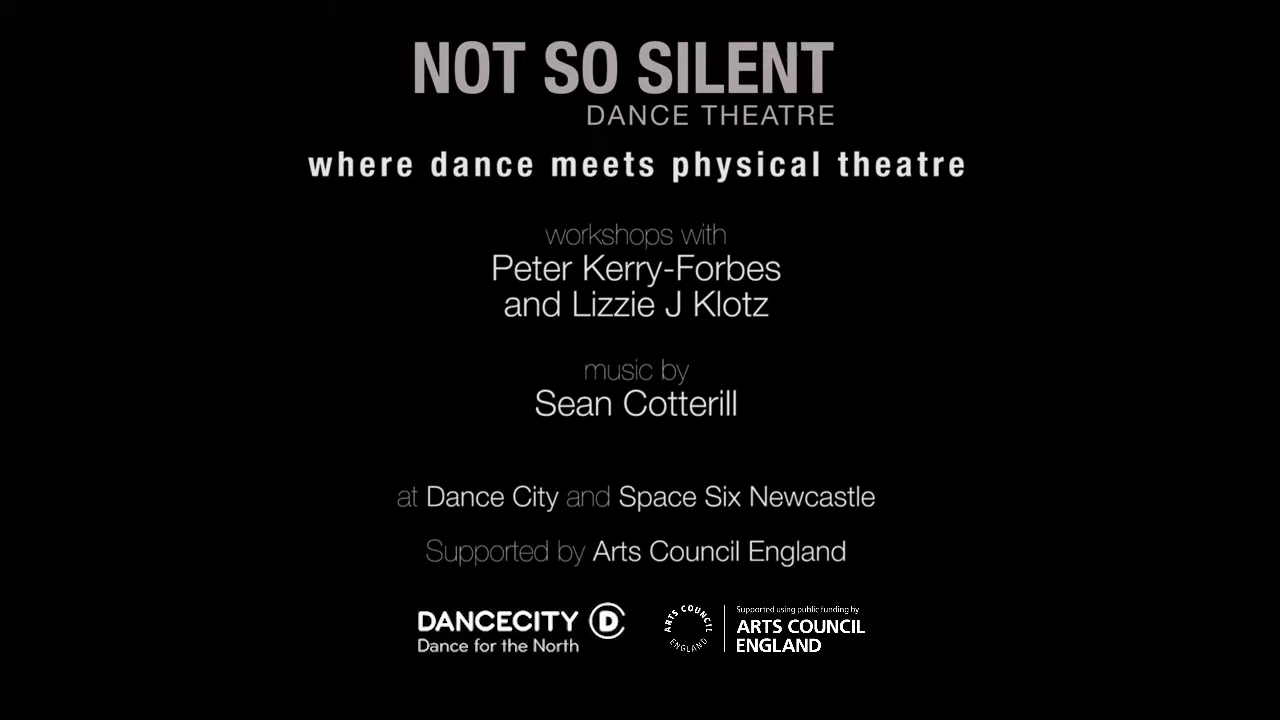 NOT SO SILENT
DANCE THEATRE
where dance meets physical theatre
workshops with
Peter Kerry-Forbes
and Lizzie J Klotz
music by
Sean Cotterill
at Dance City and Space Six Newcastle
Supported by Arts Council England
DANCECITY D
Dance for the North
ARTS COUNCIL ENGLAND
Supported using public funding by
ARTS COUNCIL
ENGLAND